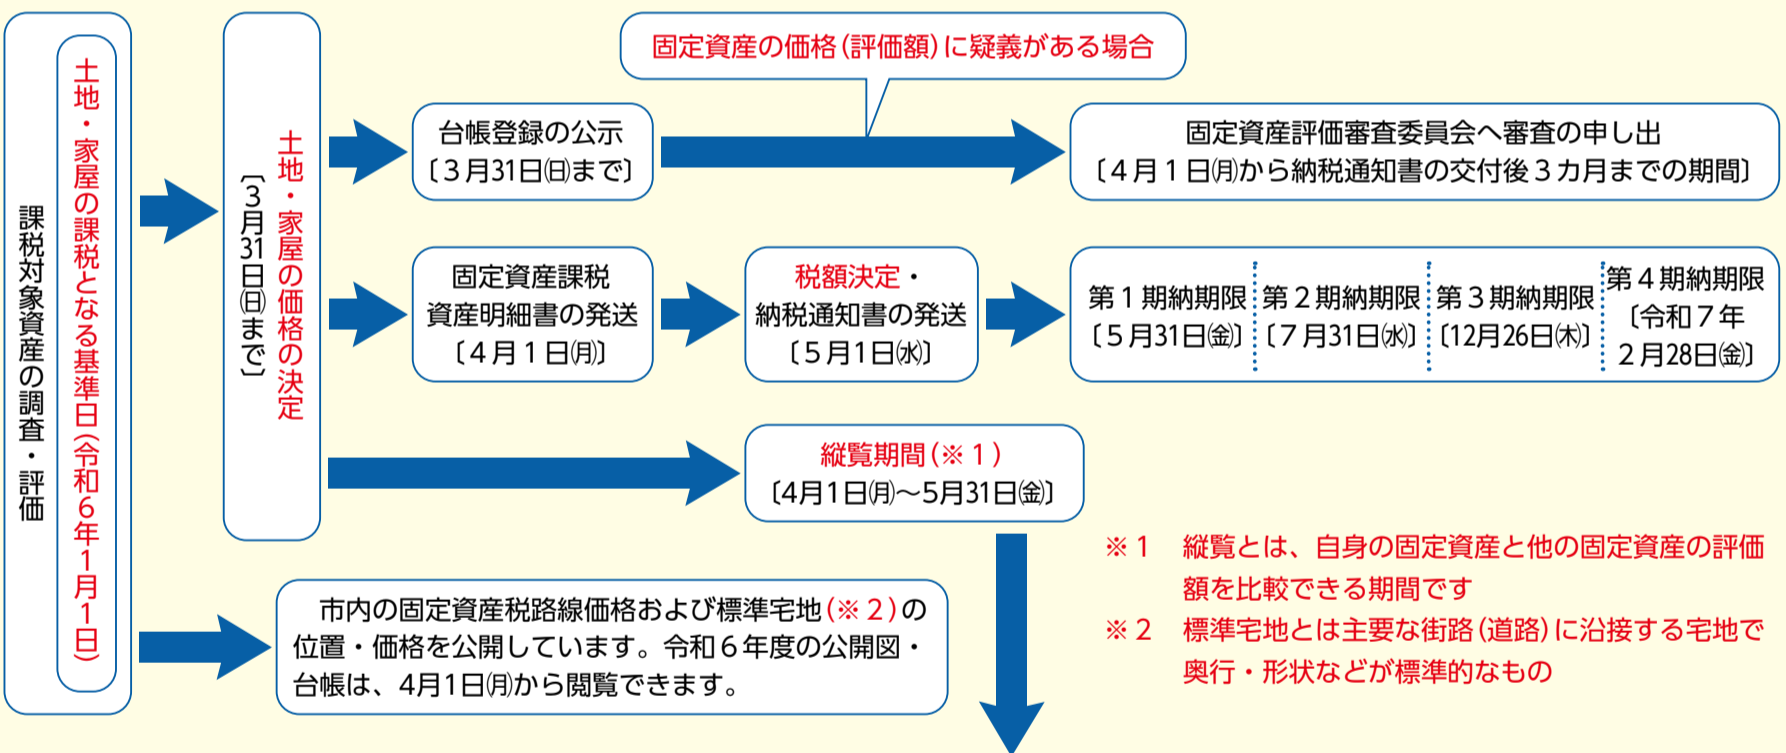 課税対象資産の調査・評価
土地・家屋の課税となる基準日(令和６年１月１日)
土地・家屋の価格の決定
〔３月31日㈰まで〕
固定資産の価格(評価額)に疑義がある場合
台帳登録の公示
〔３月31日㈰まで〕
固定資産評価審査委員会へ審査の申し出
〔４月１日㈪から納税通知書の交付後３カ月までの期間〕
固定資産課税
資産明細書の発送
〔４月１日㈪〕
税額決定・
納税通知書の発送
〔５月１日㈬〕
第１期納期限
〔５月31日㈮〕
第２期納期限
〔７月31日㈬〕
第３期納期限
〔12月26日㈭〕
第４期納期限
〔令和７年
２月28日㈮〕
縦覧期間(※１)
〔4月1日㈪～5月31日㈮〕
市内の固定資産税路線価格および標準宅地(※２)の
位置・価格を公開しています。令和６年度の公開図・
台帳は、4月1日㈪から閲覧できます。
※１　縦覧とは、自身の固定資産と他の固定資産の評価
額を比較できる期間です
※２　標準宅地とは主要な街路(道路)に沿接する宅地で
奥行・形状などが標準的なもの